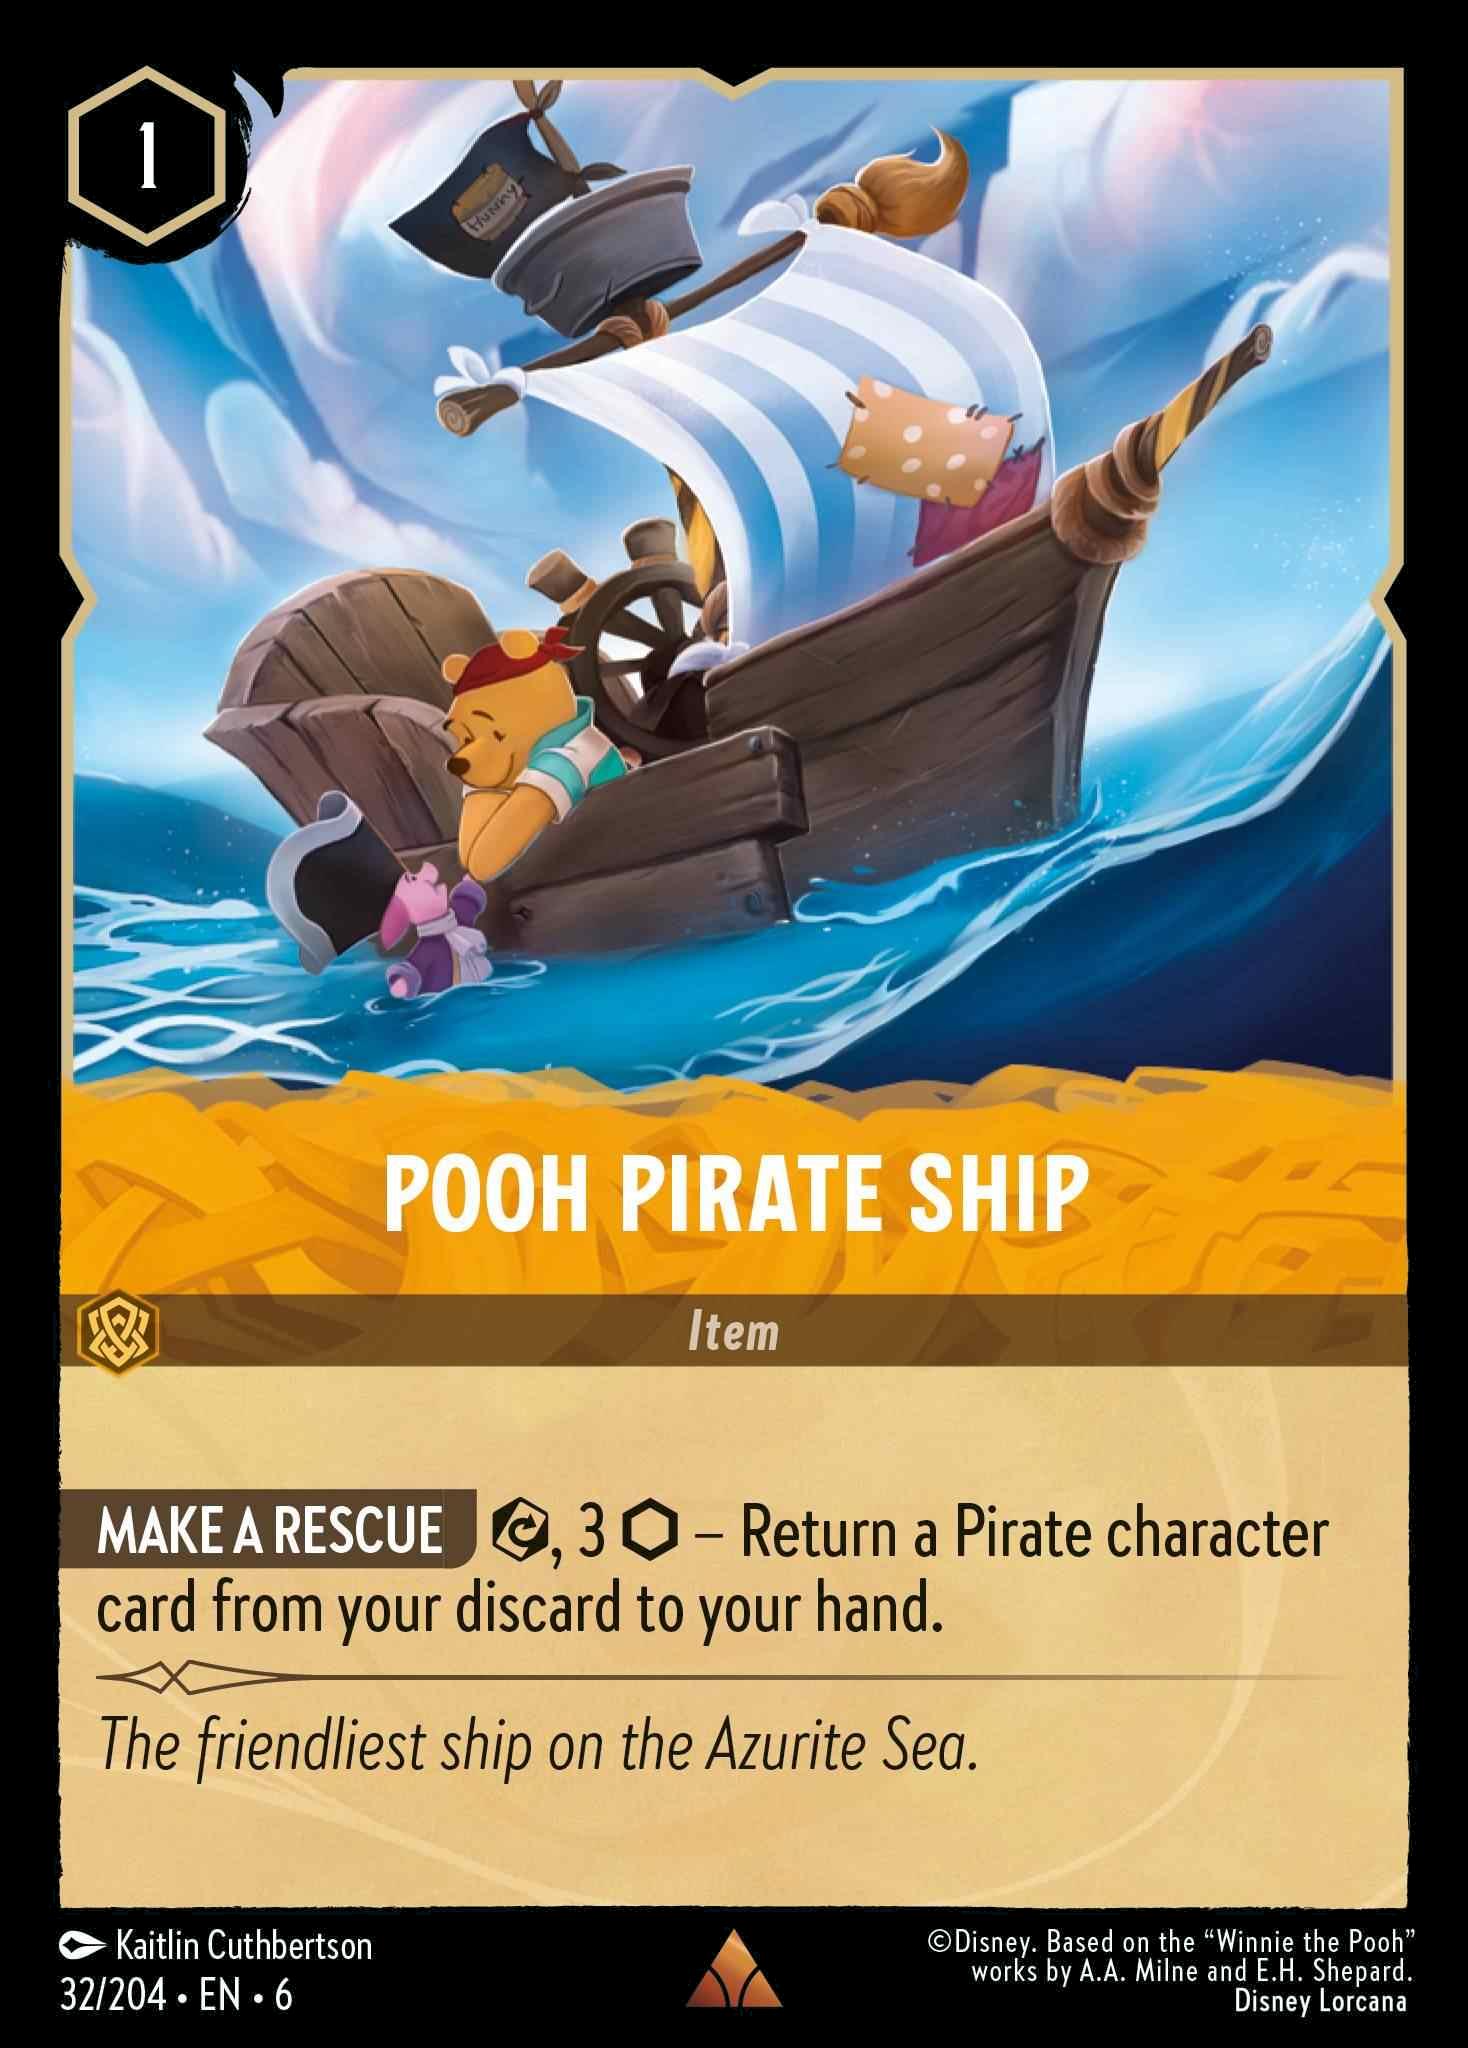 1
Hunny
POOH PIRATE SHIP
Item
MAKE A RESCUE , 3 – Return a Pirate character
card from your discard to your hand.
The friendliest ship on the Azurite Sea.
Kaitlin Cuthbertson
32/204 • EN • 6
©Disney. Based on the “Winnie the Pooh”
works by A.A. Milne and E.H. Shepard.
Disney Lorcana